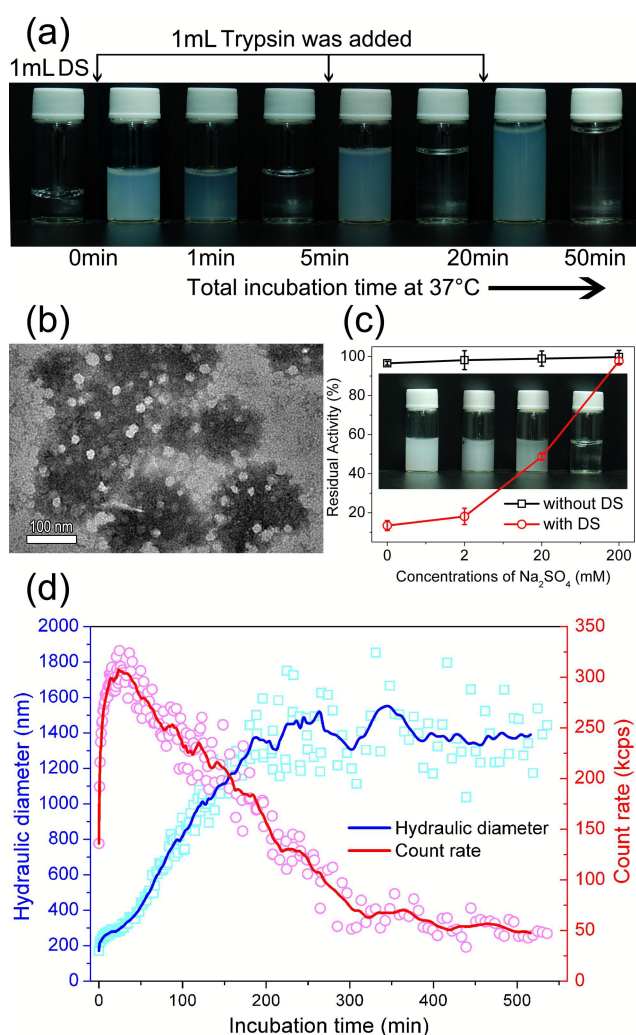 (a)
1mL Trypsin was added
1mL DS
0min 1min 5min 20min 50min
Total incubation time at 37°C
(b)
100 nm
(c)
Residual Activity (%)
100
80
60
40
20
without DS
with DS
0 2 20 200
Concentrations of Na₂SO₄ (mM)
(d)
Hydraulic diameter (nm)
2000
1800
1600
1400
1200
1000
800
600
400
200
0
Hydraulic diameter
Count rate
350
300
250
200
150
100
50
0
Count rate (kcps)
0 100 200 300 400 500
Incubation time (min)